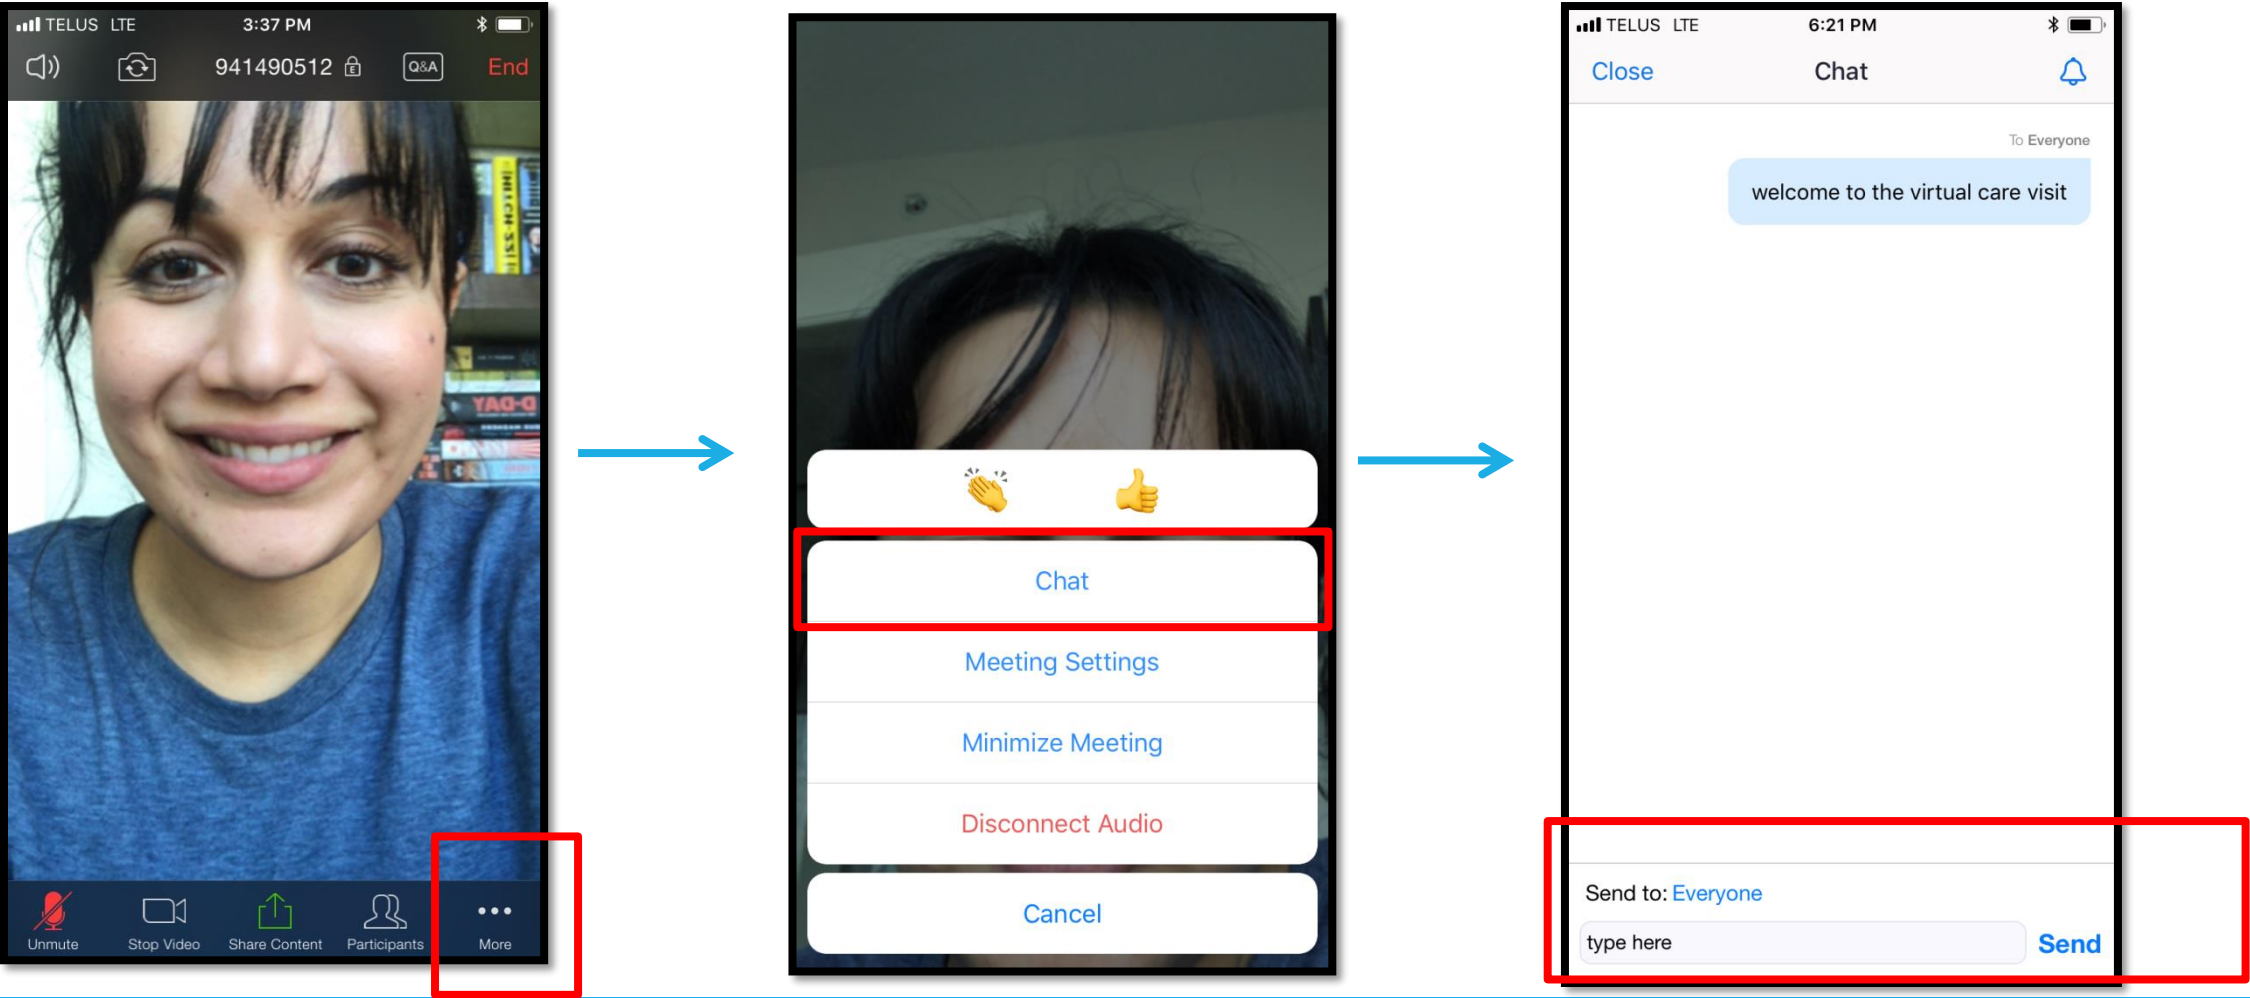 TELUS LTE 3:37 PM
941490512 Q&A End
D-DAY
Unmute Stop Video Share Content Participants More
Chat
Meeting Settings
Minimize Meeting
Disconnect Audio
Cancel
TELUS LTE 6:21 PM
Close Chat
To Everyone
welcome to the virtual care visit
Send to: Everyone
type here Send